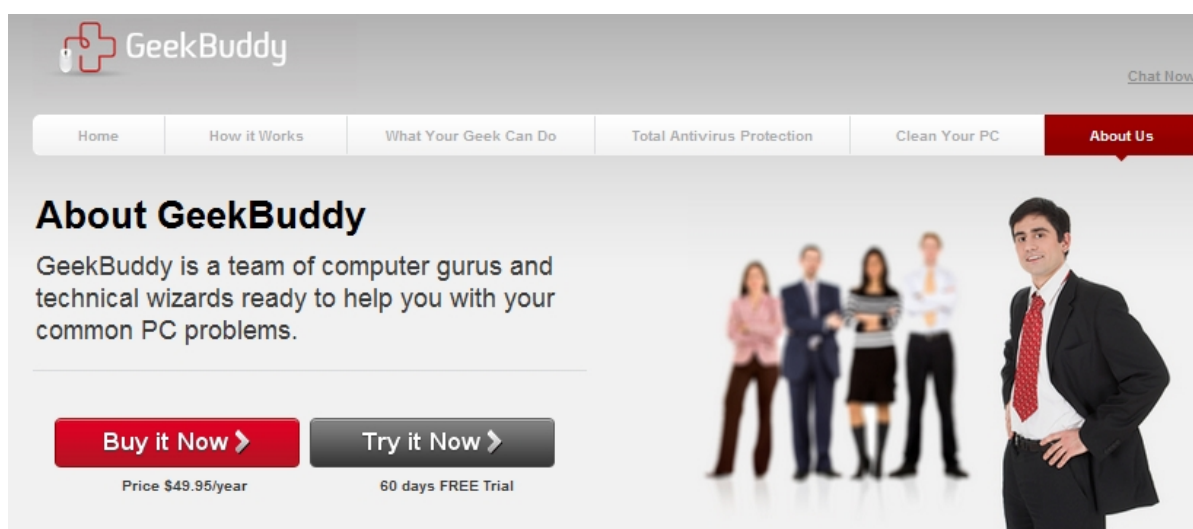 GeekBuddy
Chat Now
Home
How it Works
What Your Geek Can Do
Total Antivirus Protection
Clean Your PC
About Us
About GeekBuddy
GeekBuddy is a team of computer gurus and
technical wizards ready to help you with your
common PC problems.
Buy it Now
Try it Now
Price $49.95/year
60 days FREE Trial